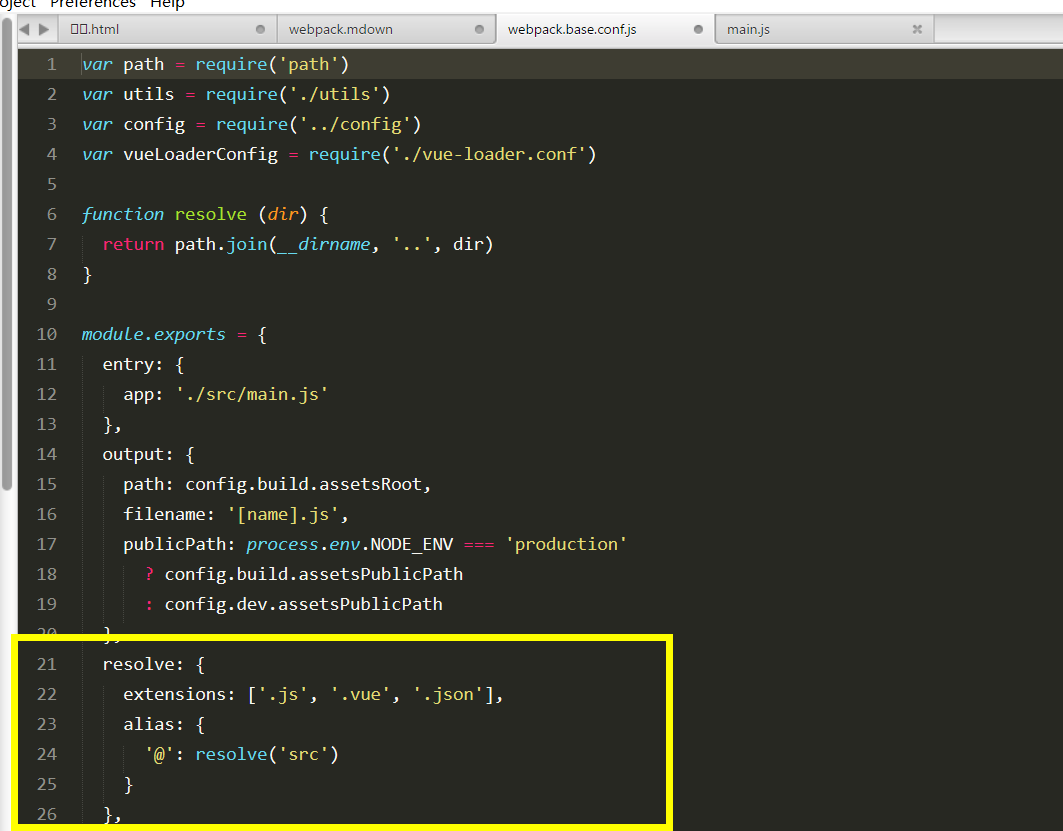 Preferences Help
.html webpack.mdown webpack.base.conf.js main.js
1 var path = require('path')
2 var utils = require('./utils')
3 var config = require('../config')
4 var vueLoaderConfig = require('./vue-loader.conf')
5
6 function resolve (dir) {
7 return path.join(__dirname, '..', dir)
8 }
9
10 module.exports = {
11 entry: {
12 app: './src/main.js'
13 },
14 output: {
15 path: config.build.assetsRoot,
16 filename: '[name].js',
17 publicPath: process.env.NODE_ENV === 'production'
18 ? config.build.assetsPublicPath
19 : config.dev.assetsPublicPath
20 },
21 resolve: {
22 extensions: ['.js', '.vue', '.json'],
23 alias: {
24 '@': resolve('src')
25 }
26 },